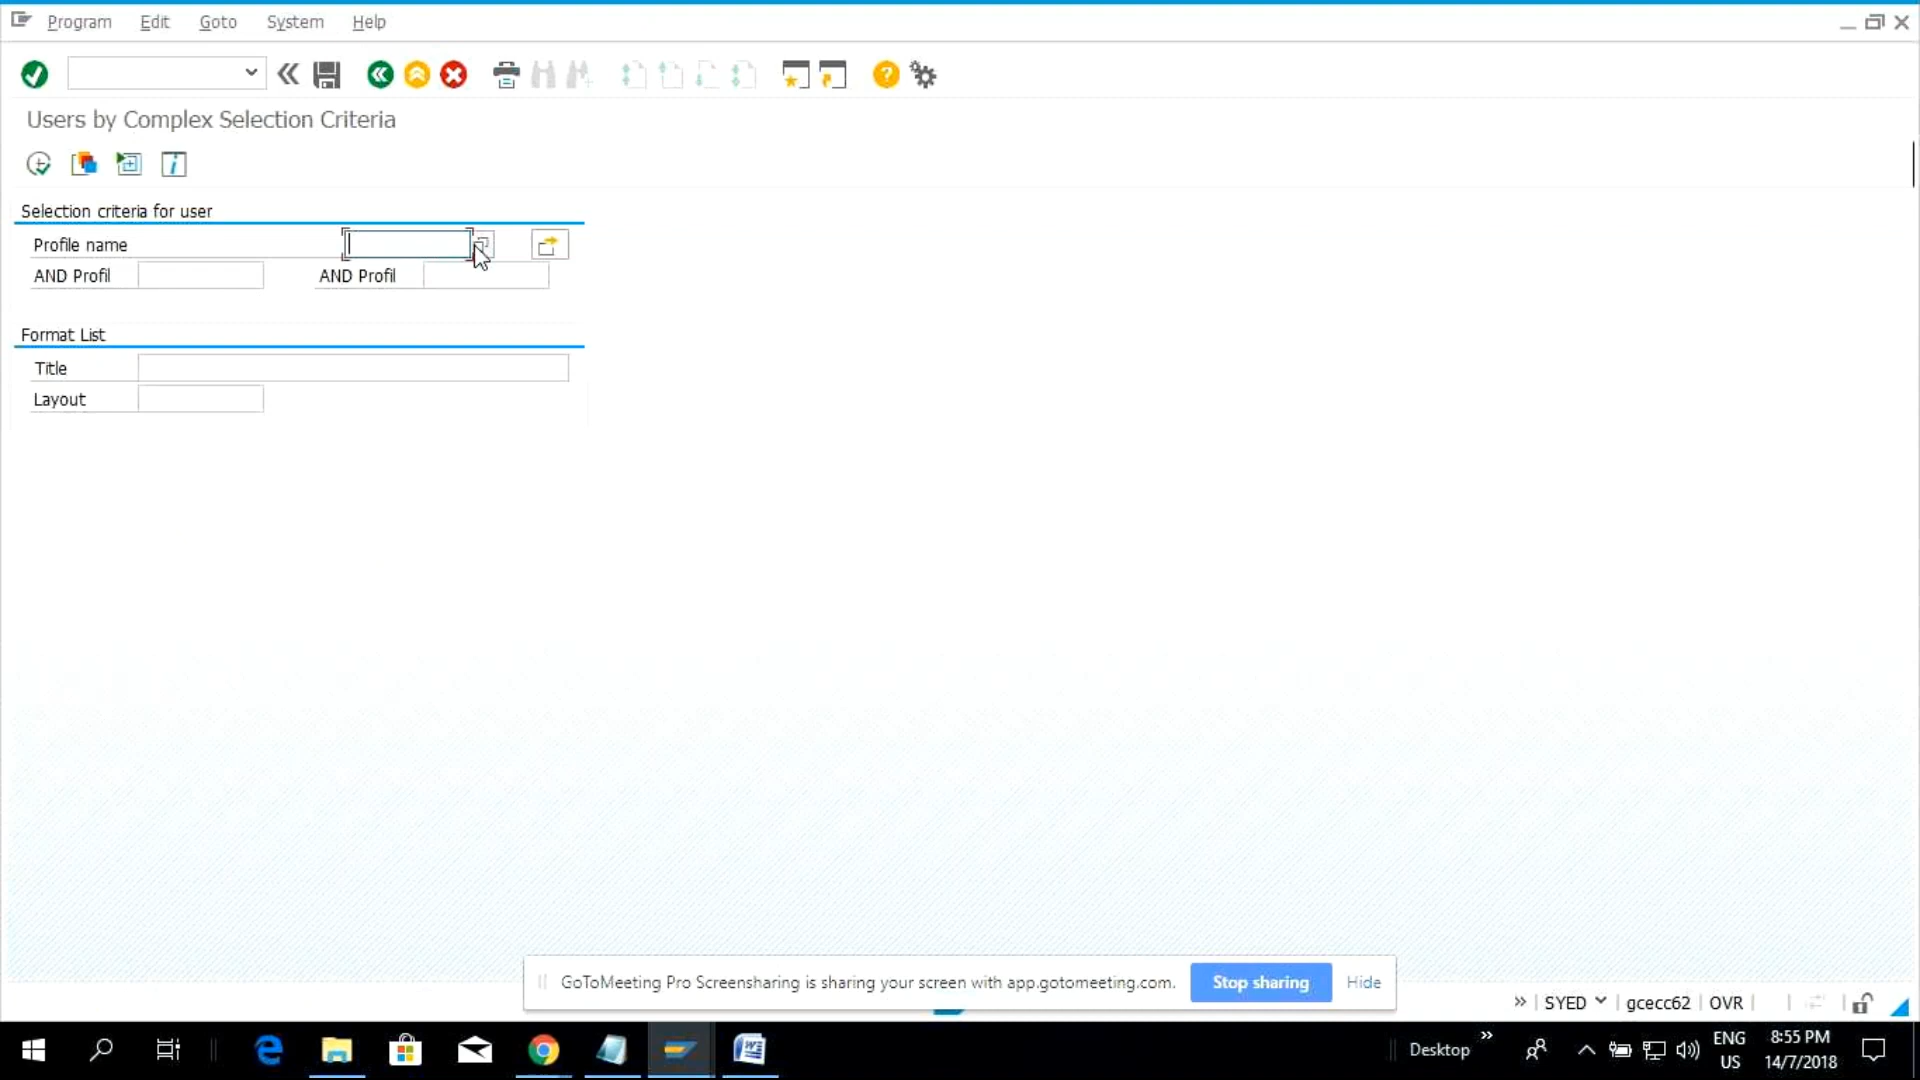 Program Edit Goto System Help
Users by Complex Selection Criteria
Selection criteria for user
Profile name
AND Profil AND Profil
Format List
Title
Layout
GoToMeeting Pro Screensharing is sharing your screen with app.gotomeeting.com. Stop sharing Hide
SYED gcecc62 OVR
Desktop ENG 8:55 PM
US 14/7/2018